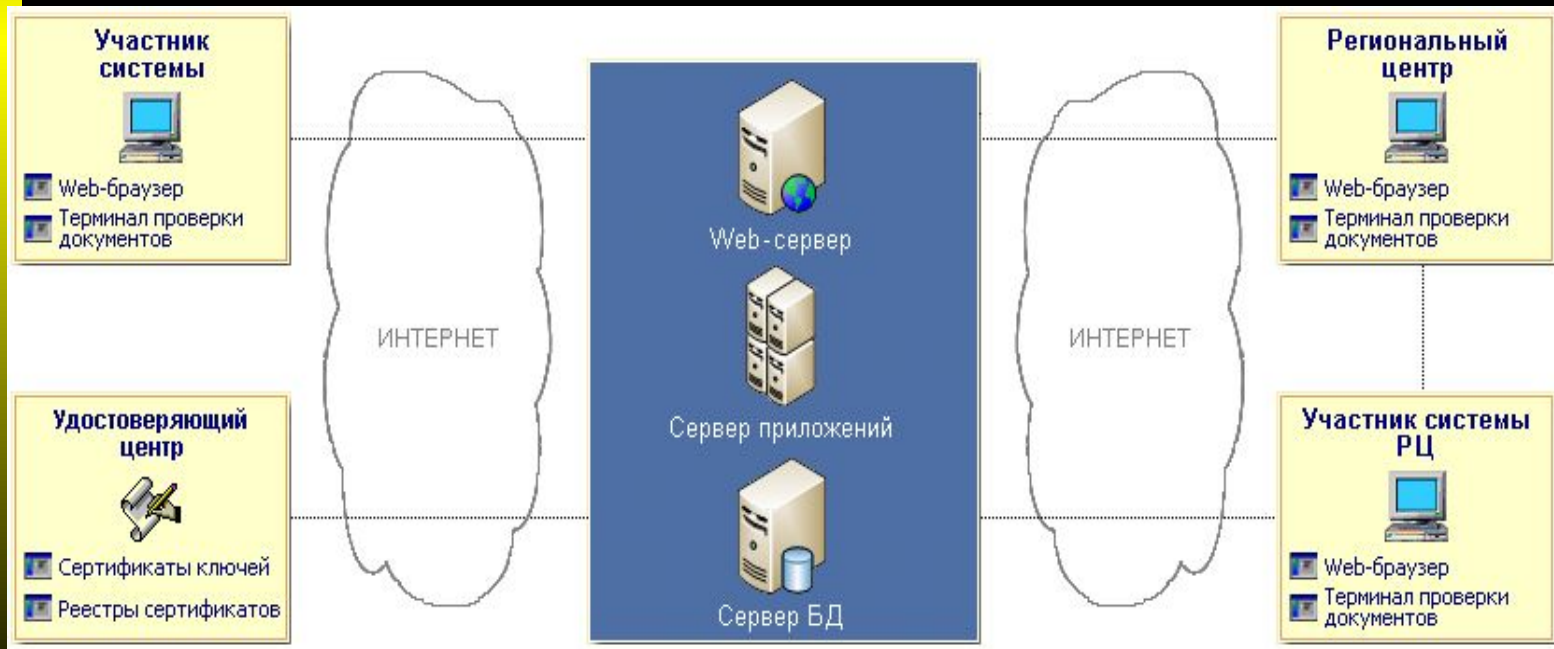 Участник
системы
Web-браузер
Терминал проверки
документов
Удостоверяющий
центр
Сертификаты ключей
Реестры сертификатов
ИНТЕРНЕТ
Web-сервер
Сервер приложений
Сервер БД
ИНТЕРНЕТ
Региональный
центр
Web-браузер
Терминал проверки
документов
Участник системы
РЦ
Web-браузер
Терминал проверки
документов